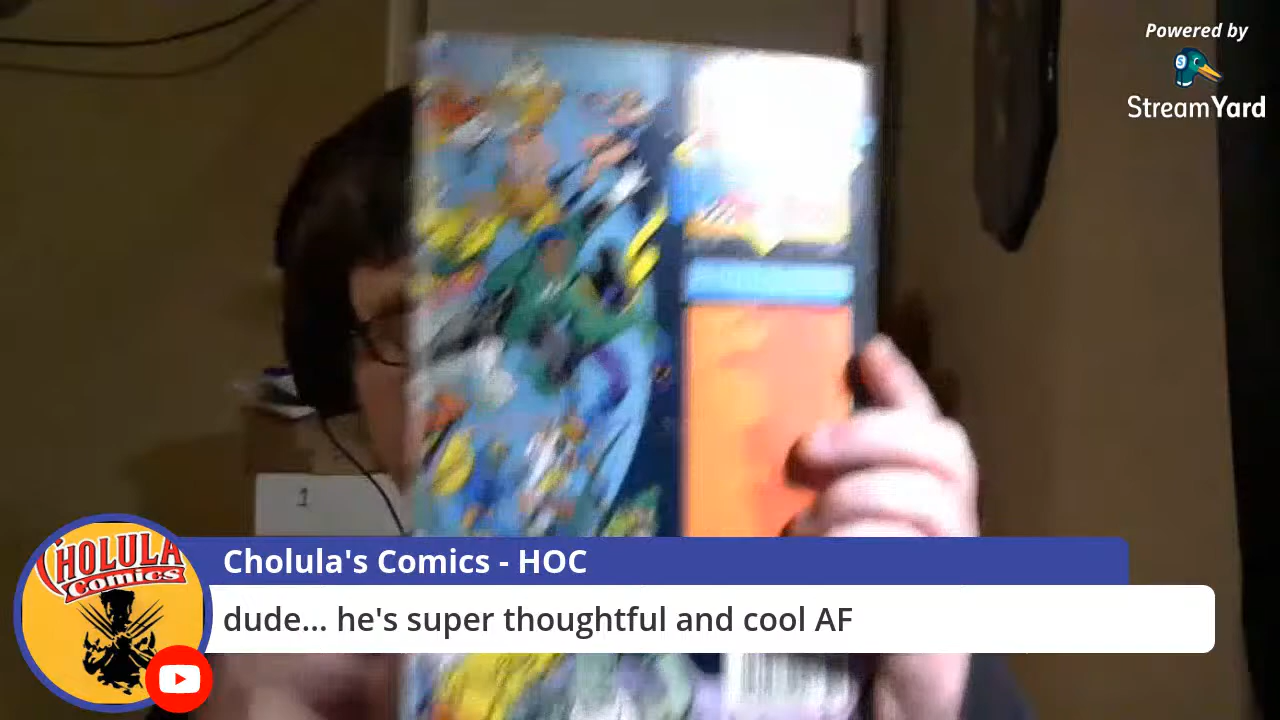 Powered by
StreamYard
1
CHOLULA
Comics
Cholula's Comics - HOC
dude... he's super thoughtful and cool AF